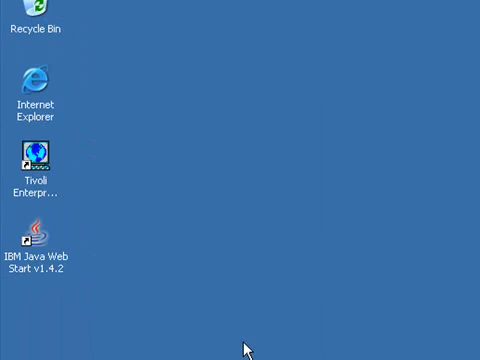 Recycle Bin
Internet
Explorer
Tivoli
Enterpr...
IBM Java Web
Start v1.4.2